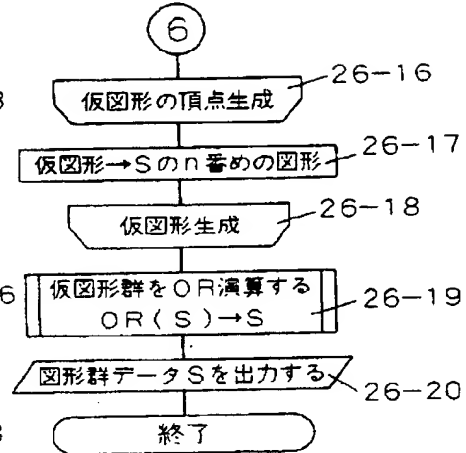 6
仮図形の頂点生成
26-16
仮図形→Sのn番めの図形
26-17
仮図形生成
26-18
仮図形群をOR演算する
OR(S)→S
26-19
図形群データSを出力する
26-20
終了